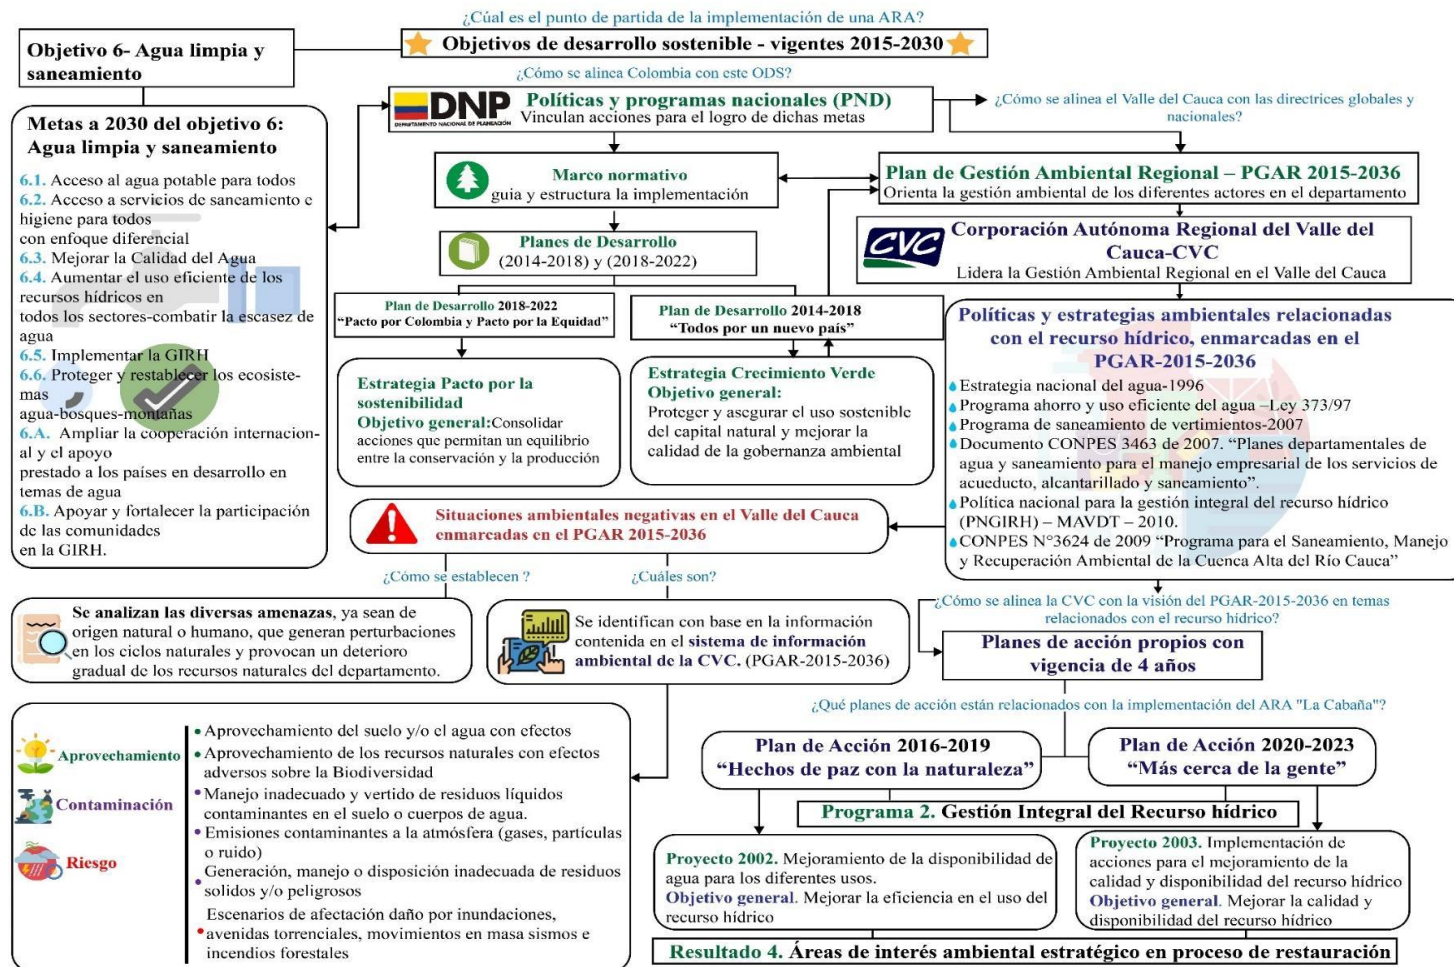 ¿Cúal es el punto de partida de la implementación de una ARA?
Objetivo 6- Agua limpia y
saneamiento
Objetivos de desarrollo sostenible - vigentes 2015-2030
¿Cómo se alinea Colombia con este ODS?
DNP
DEPARTAMENTO NACIONAL DE PLANEACIÓN
Políticas y programas nacionales (PND)
Vinculan acciones para el logro de dichas metas
¿Cómo se alinea el Valle del Cauca con las directrices globales y
nacionales?
Metas a 2030 del objetivo 6:
Agua limpia y saneamiento
6.1. Acceso al agua potable para todos
6.2. Acceso a servicios de saneamiento e
higiene para todos
con enfoque diferencial
6.3. Mejorar la Calidad del Agua
6.4. Aumentar el uso eficiente de los
recursos hídricos en
todos los sectores-combatir la escasez de
agua
6.5. Implementar la GIRH
6.6. Proteger y restablecer los ecosiste-
mas
agua-bosques-montañas
6.A. Ampliar la cooperación internacion-
al y el apoyo
prestado a los países en desarrollo en
temas de agua
6.B. Apoyar y fortalecer la participación
de las comunidades
en la GIRH.
Marco normativo
guia y estructura la implementación
Planes de Desarrollo
(2014-2018) y (2018-2022)
Plan de Desarrollo 2018-2022
“Pacto por Colombia y Pacto por la Equidad”
Plan de Desarrollo 2014-2018
“Todos por un nuevo país”
Estrategia Pacto por la
sostenibilidad
Objetivo general:Consolidar
acciones que permitan un equilibrio
entre la conservación y la producción
Estrategia Crecimiento Verde
Objetivo general:
Proteger y asegurar el uso sostenible
del capital natural y mejorar la
calidad de la gobernanza ambiental
Plan de Gestión Ambiental Regional – PGAR 2015-2036
Orienta la gestión ambiental de los diferentes actores en el departamento
CVC
Corporación Autónoma Regional del Valle del
Cauca-CVC
Lidera la Gestión Ambiental Regional en el Valle del Cauca
Políticas y estrategias ambientales relacionadas
con el recurso hídrico, enmarcadas en el
PGAR-2015-2036
Estrategia nacional del agua-1996
Programa ahorro y uso eficiente del agua –Ley 373/97
Programa de saneamiento de vertimientos-2007
Documento CONPES 3463 de 2007. “Planes departamentales de
agua y saneamiento para el manejo empresarial de los servicios de
acueducto, alcantarillado y saneamiento”.
Política nacional para la gestión integral del recurso hídrico
(PNGIRH) – MAVDT – 2010.
CONPES N°3624 de 2009 “Programa para el Saneamiento, Manejo
y Recuperación Ambiental de la Cuenca Alta del Río Cauca”
Situaciones ambientales negativas en el Valle del Cauca
enmarcadas en el PGAR 2015-2036
¿Cómo se establecen ?
¿Cuáles son?
Se analizan las diversas amenazas, ya sean de
origen natural o humano, que generan perturbaciones
en los ciclos naturales y provocan un deterioro
gradual de los recursos naturales del departamento.
Se identifican con base en la información
contenida en el sistema de información
ambiental de la CVC. (PGAR-2015-2036)
¿Cómo se alinea la CVC con la visión del PGAR-2015-2036 en temas
relacionados con el recurso hídrico?
Planes de acción propios con
vigencia de 4 años
¿Qué planes de acción están relacionados con la implementación del ARA "La Cabaña"?
Aprovechamiento
Contaminación
Riesgo
Aprovechamiento del suelo y/o el agua con efectos
Aprovechamiento de los recursos naturales con efectos
adversos sobre la Biodiversidad
Manejo inadecuado y vertido de residuos líquidos
contaminantes en el suelo o cuerpos de agua.
Emisiones contaminantes a la atmósfera (gases, partículas
o ruido)
Generación, manejo o disposición inadecuada de residuos
solidos y/o peligrosos
Escenarios de afectación daño por inundaciones,
avenidas torrenciales, movimientos en masa sismos e
incendios forestales
Plan de Acción 2016-2019
“Hechos de paz con la naturaleza”
Plan de Acción 2020-2023
“Más cerca de la gente”
Programa 2. Gestión Integral del Recurso hídrico
Proyecto 2002. Mejoramiento de la disponibilidad de
agua para los diferentes usos.
Objetivo general. Mejorar la eficiencia en el uso del
recurso hídrico
Proyecto 2003. Implementación de
acciones para el mejoramiento de la
calidad y disponibilidad del recurso hídrico
Objetivo general. Mejorar la calidad y
disponibilidad del recurso hídrico
Resultado 4. Áreas de interés ambiental estratégico en proceso de restauración